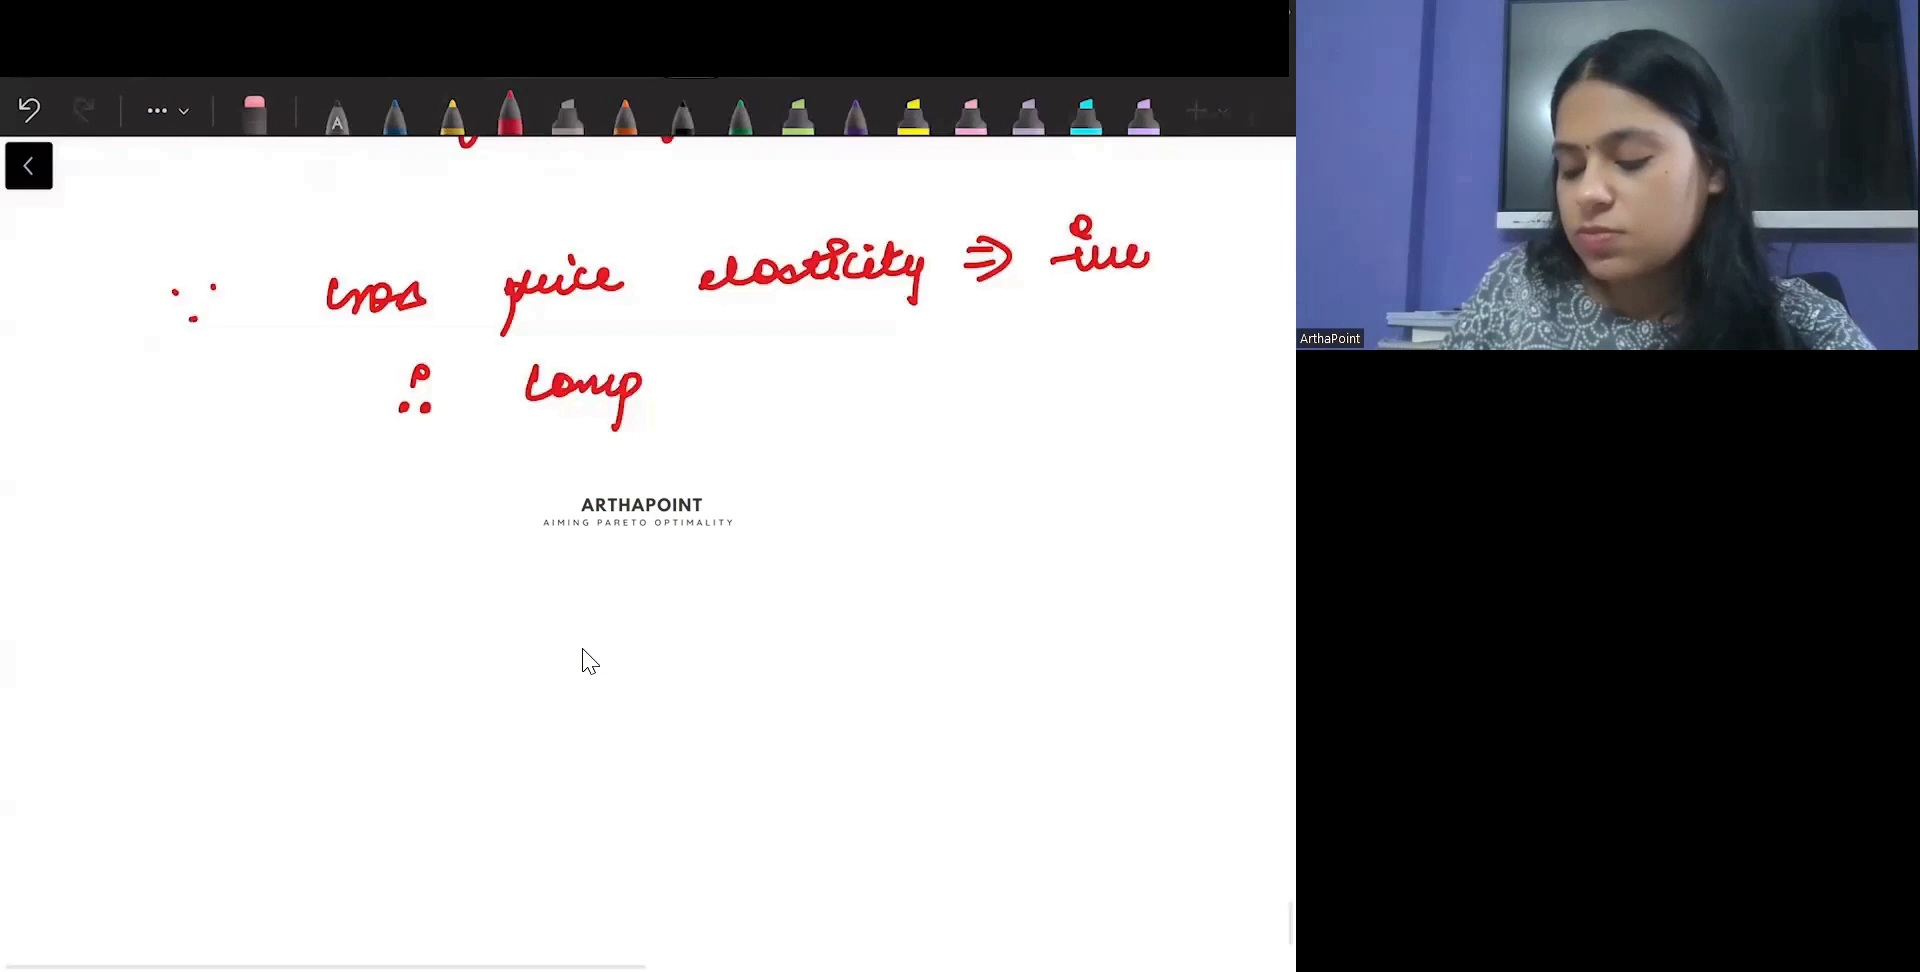 ∵ cross price elasticity ⇒ -ive
∴ comp
ARTHAPOINT
AIMING PARETO OPTIMALITY
A
ArthaPoint